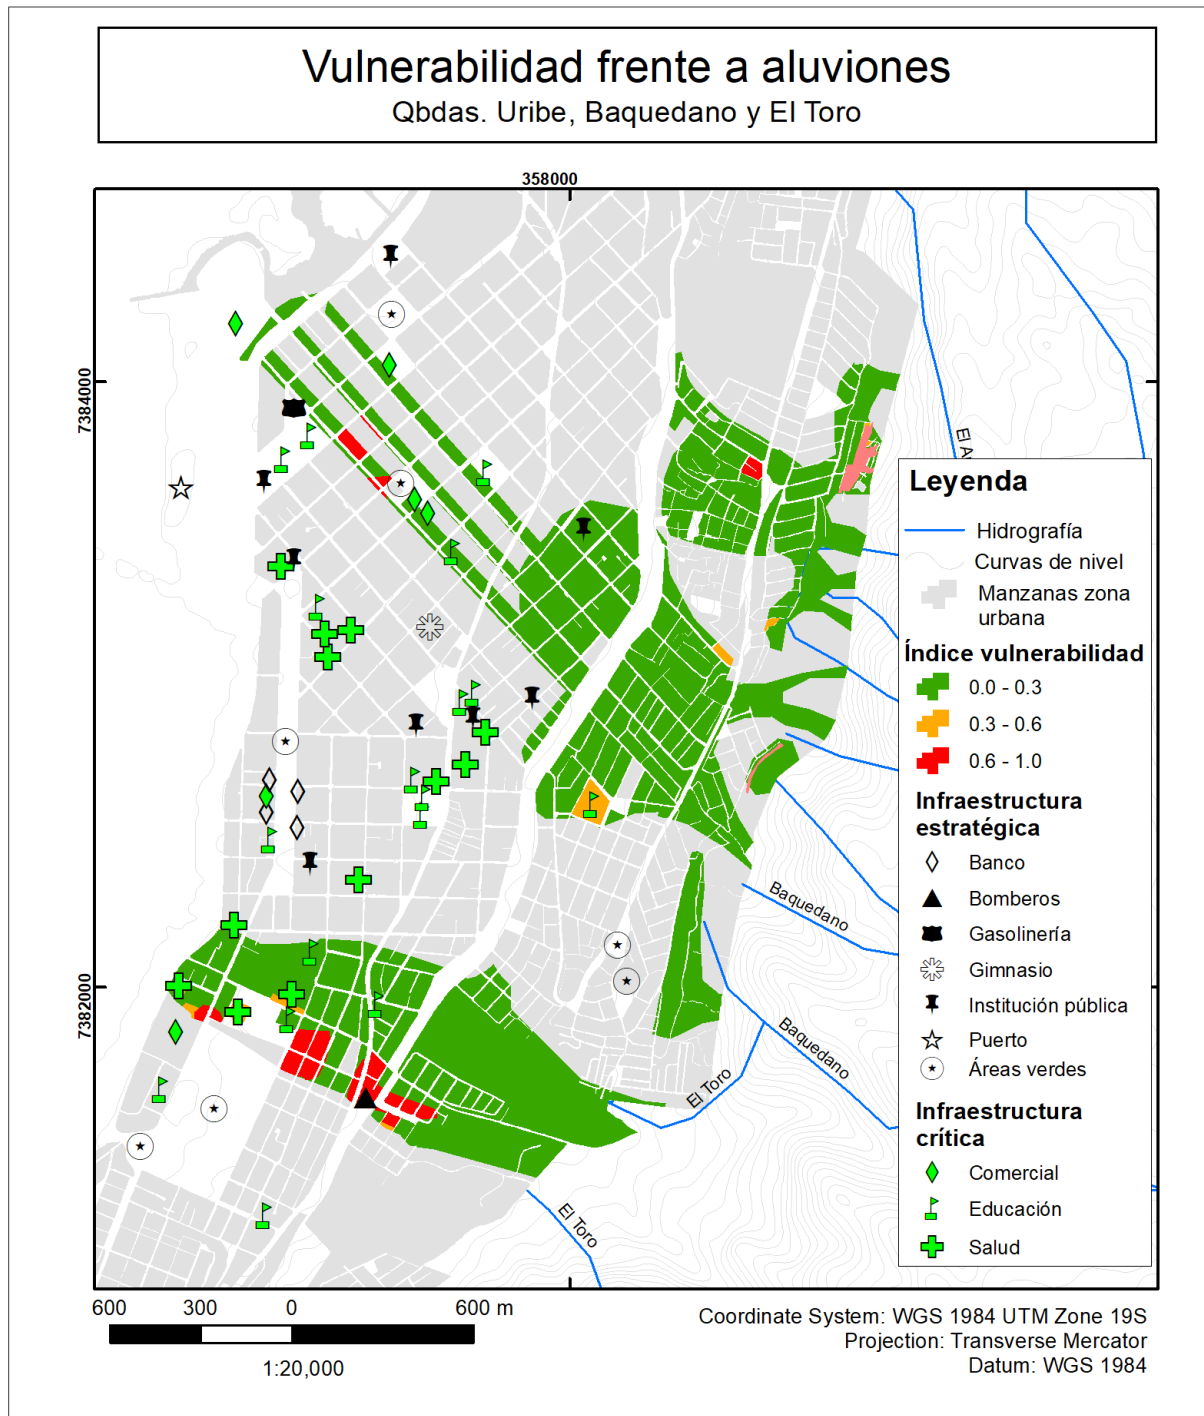 Vulnerabilidad frente a aluviones
Qbdas. Uribe, Baquedano y El Toro
358000
7384000
7382000
El A
Baquedano
Baquedano
El Toro
El Toro
Leyenda
Hidrografía
Curvas de nivel
Manzanas zona
urbana
Índice vulnerabilidad
0.0 - 0.3
0.3 - 0.6
0.6 - 1.0
Infraestructura
estratégica
Banco
Bomberos
Gasolinería
Gimnasio
Institución pública
Puerto
Áreas verdes
Infraestructura
crítica
Comercial
Educación
Salud
600 300 0 600 m
1:20,000
Coordinate System: WGS 1984 UTM Zone 19S
Projection: Transverse Mercator
Datum: WGS 1984